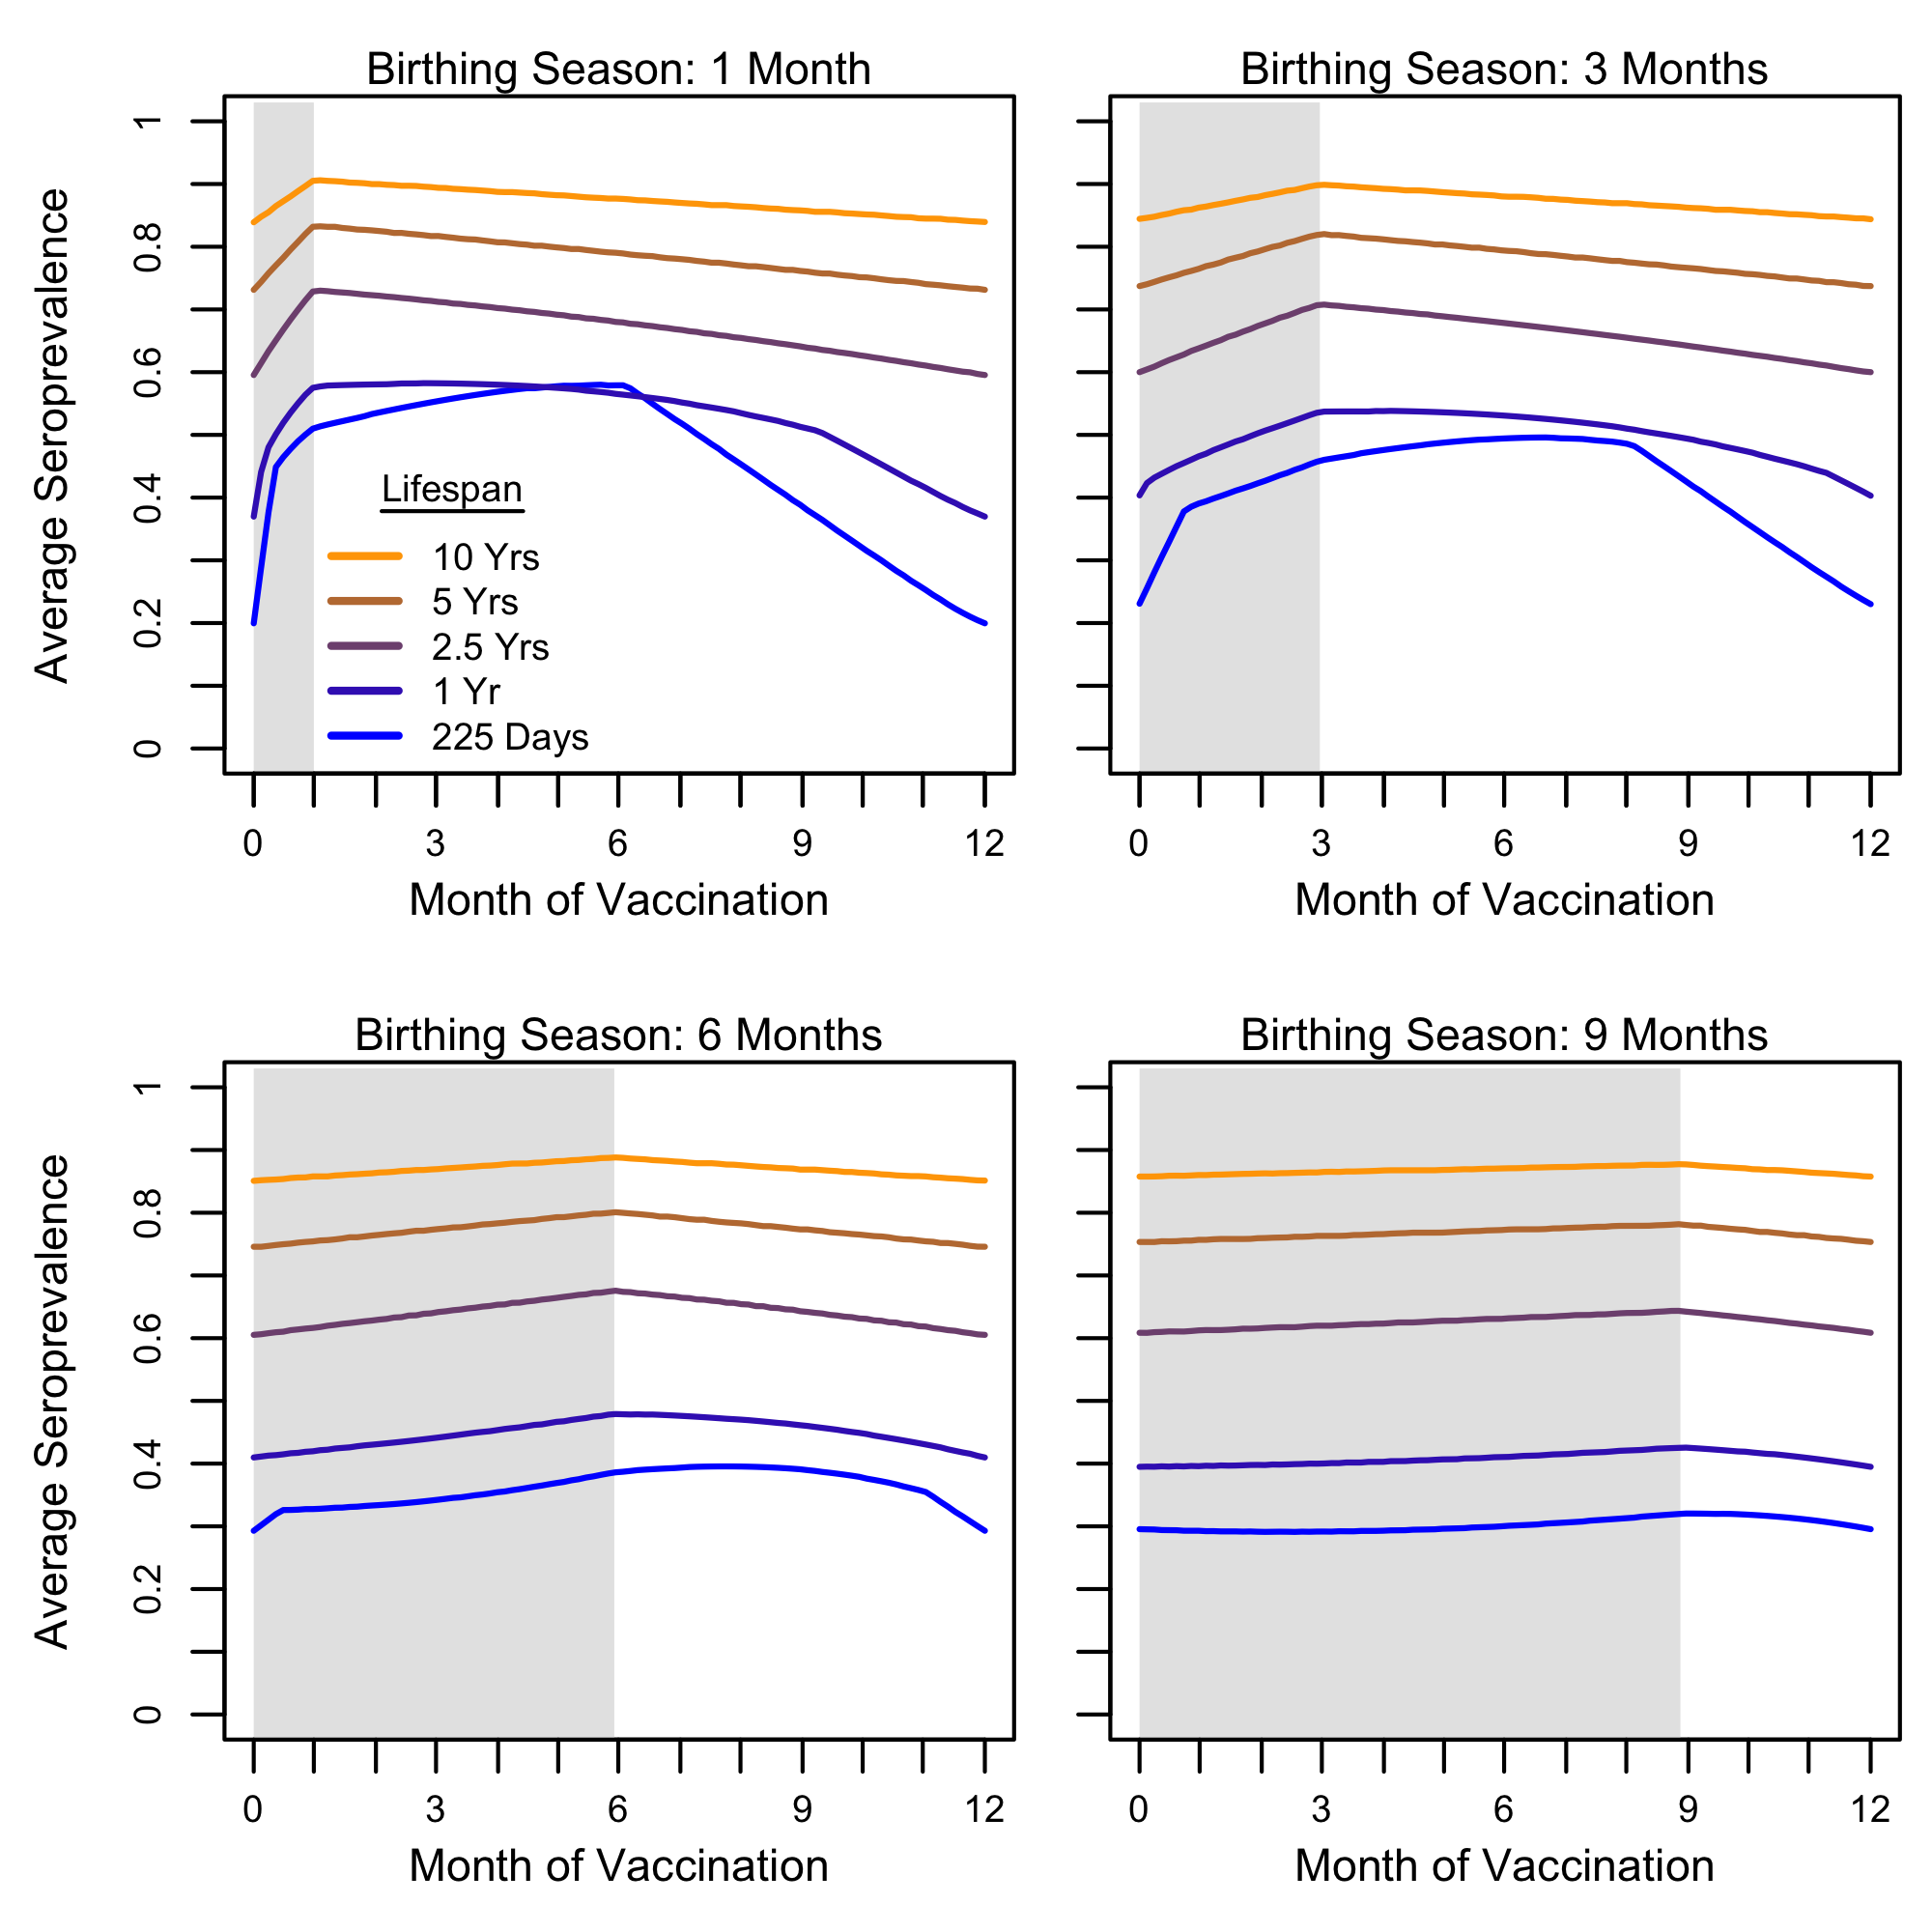 Birthing Season: 1 Month
Average Seroprevalence
0 0.2 0.4 0.6 0.8 1
Lifespan
10 Yrs
5 Yrs
2.5 Yrs
1 Yr
225 Days
0 3 6 9 12
Month of Vaccination
Birthing Season: 3 Months
0 3 6 9 12
Month of Vaccination
Birthing Season: 6 Months
Average Seroprevalence
0 0.2 0.4 0.6 0.8 1
0 3 6 9 12
Month of Vaccination
Birthing Season: 9 Months
0 3 6 9 12
Month of Vaccination